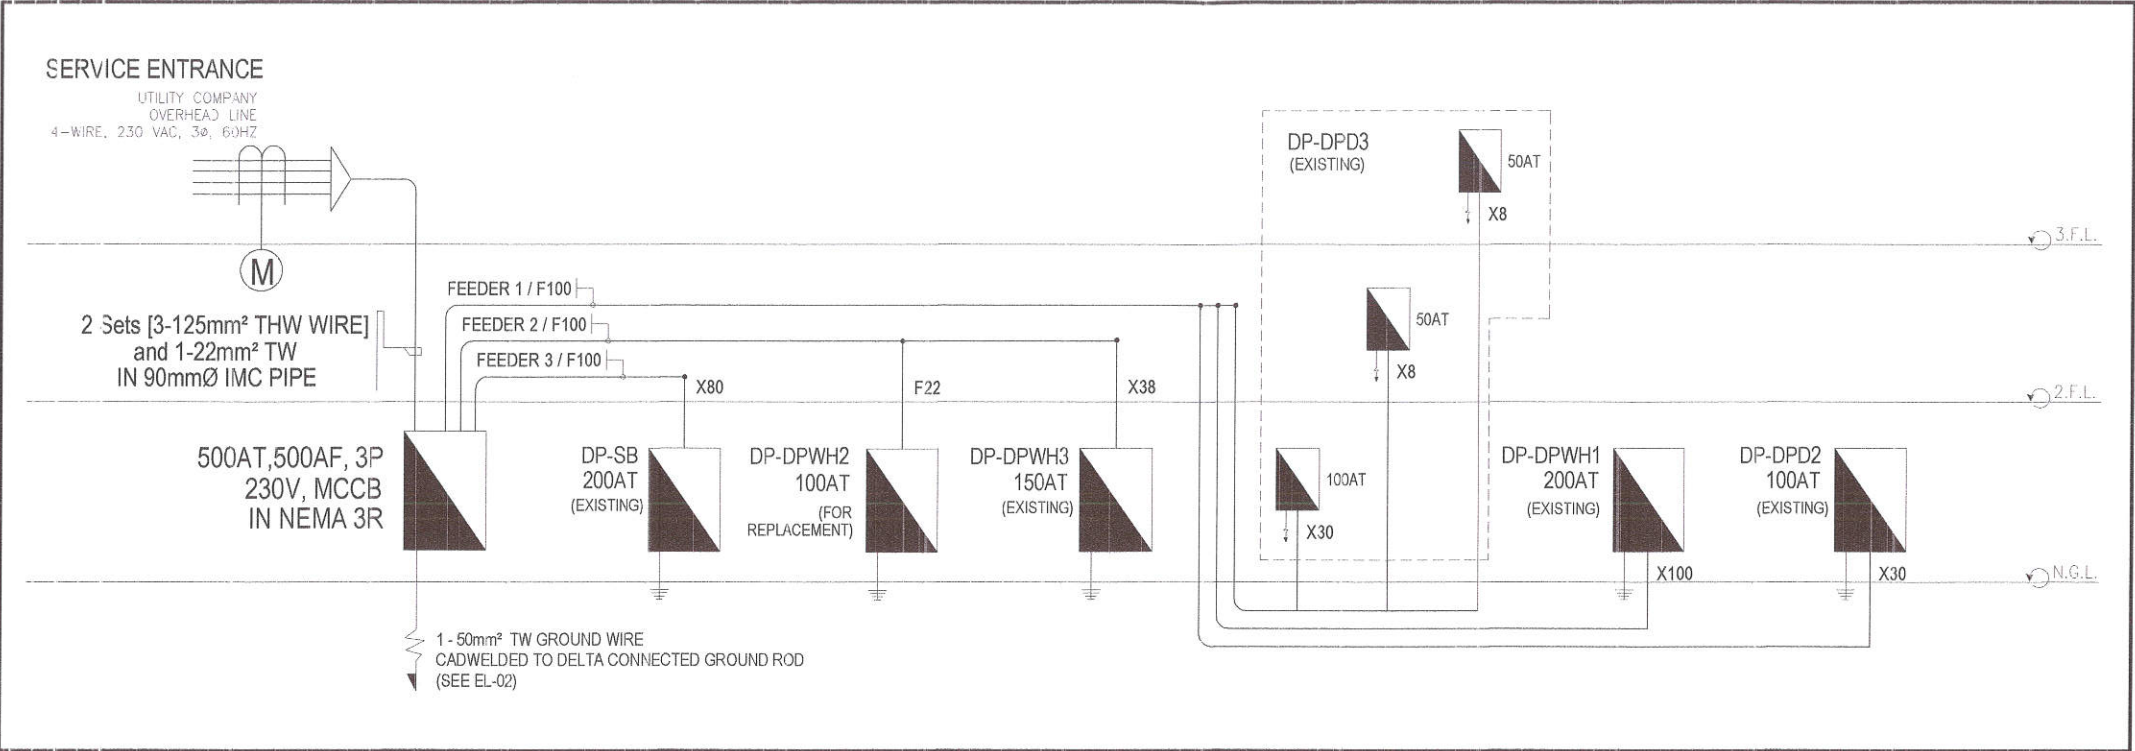 SERVICE ENTRANCE
UTILITY COMPANY
OVERHEAD LINE
4-WIRE, 230 VAC, 3ø, 60HZ
M
2 Sets [3-125mm² THW WIRE]
and 1-22mm² TW
IN 90mmØ IMC PIPE
FEEDER 1 / F100
FEEDER 2 / F100
FEEDER 3 / F100
X80
F22
X38
DP-DPD3
(EXISTING)
50AT
X8
3.F.L.
50AT
X8
2.F.L.
500AT,500AF, 3P
230V, MCCB
IN NEMA 3R
DP-SB
200AT
(EXISTING)
DP-DPWH2
100AT
(FOR
REPLACEMENT)
DP-DPWH3
150AT
(EXISTING)
100AT
X30
DP-DPWH1
200AT
(EXISTING)
X100
DP-DPD2
100AT
(EXISTING)
X30
N.G.L.
1 - 50mm² TW GROUND WIRE
CADWELDED TO DELTA CONNECTED GROUND ROD
(SEE EL-02)